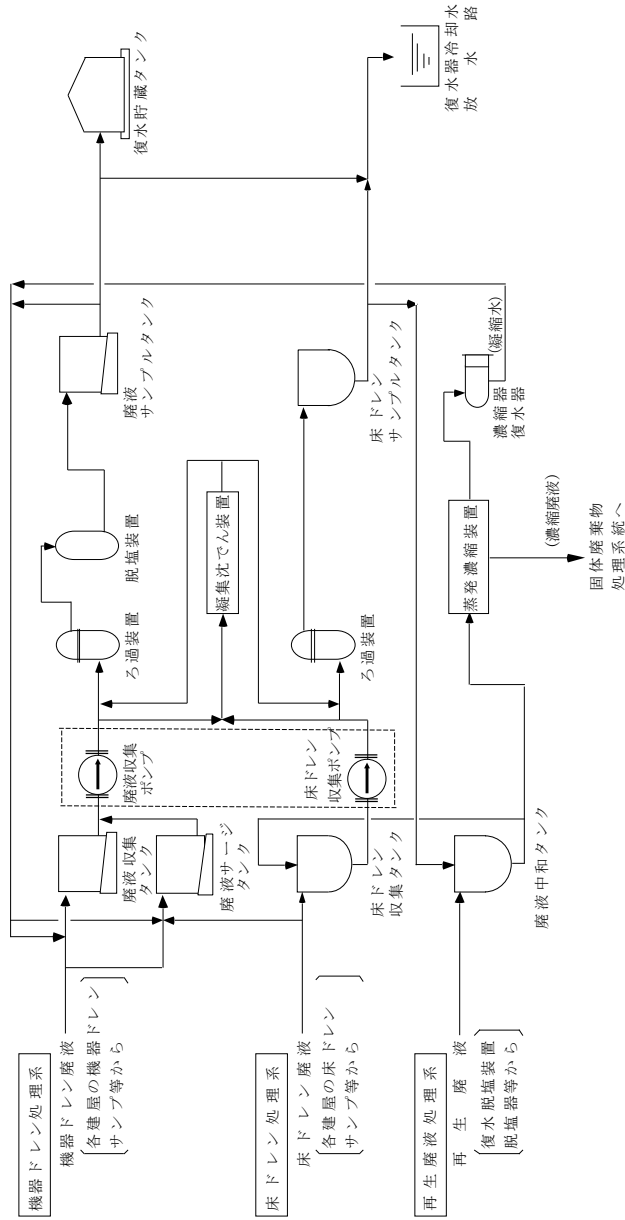 機器ドレン処理系
機器ドレン廃液
各建屋の機器ドレン
サンプ等から
廃液収集
タンク
廃液サージ
タンク
廃液収集
ポンプ
ろ過装置
脱塩装置
廃液
サンプルタンク
復水貯蔵タンク
凝集沈でん装置
床ドレン処理系
床ドレン廃液
各建屋の床ドレン
サンプ等から
床ドレン
収集タンク
床ドレン
収集ポンプ
ろ過装置
床ドレン
サンプルタンク
復水器冷却水
放水路
再生廃液処理系
再生廃液
復水脱塩装置
脱塩器等から
廃液中和タンク
蒸発濃縮装置
(濃縮廃液)
固体廃棄物
処理系統へ
濃縮器
復水器
(凝縮水)